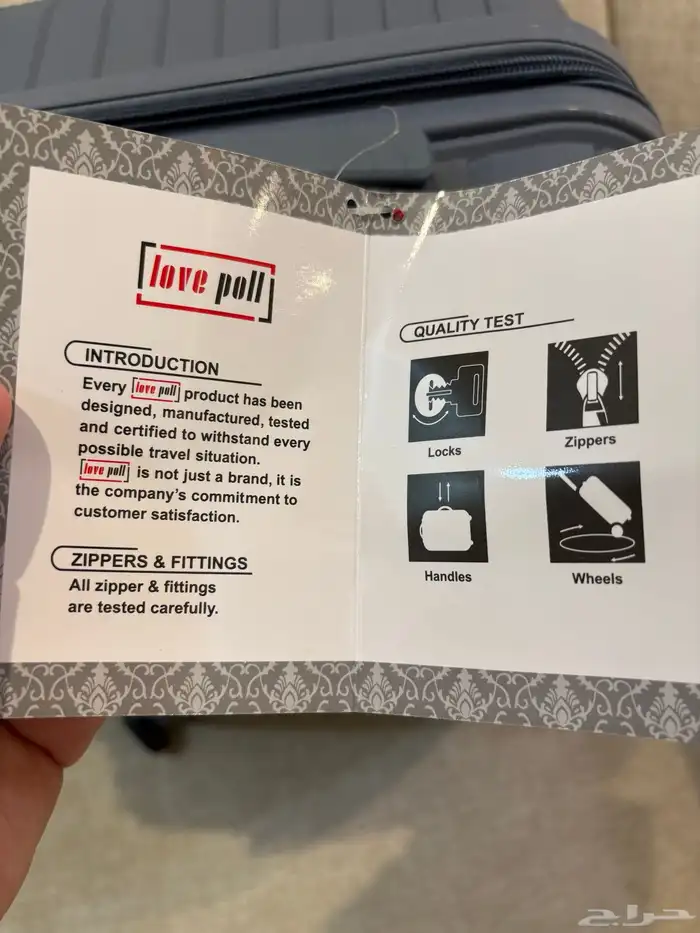 love poll
INTRODUCTION
Every love poll product has been
designed, manufactured, tested
and certified to withstand every
possible travel situation.
love poll is not just a brand, it is
the company's commitment to
customer satisfaction.
ZIPPERS & FITTINGS
All zipper & fittings
are tested carefully.
QUALITY TEST
Locks
Zippers
Handles
Wheels
حراج